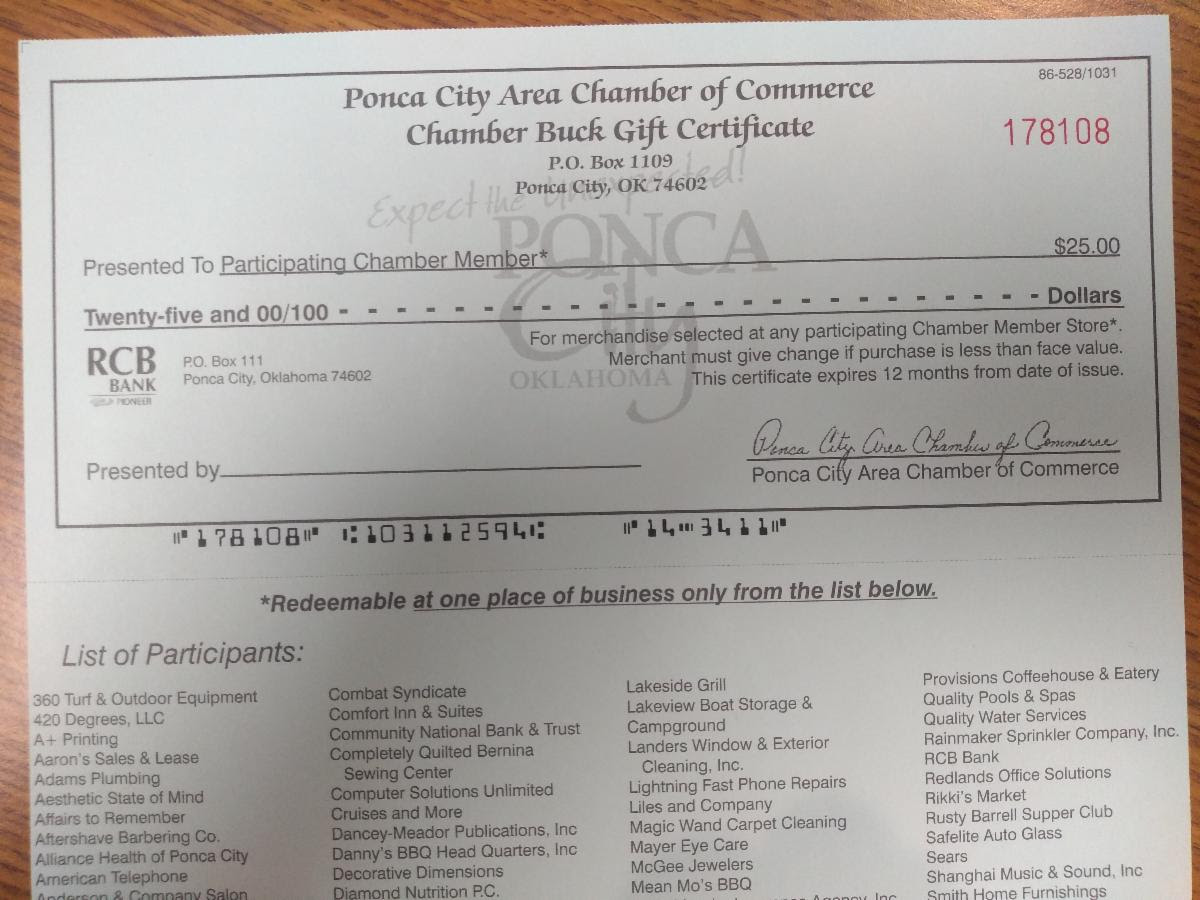 86-528/1031
Ponca City Area Chamber of Commerce
Chamber Buck Gift Certificate
178108
P.O. Box 1109
Ponca City, OK 74602
Expect the Unexpected!
PONCA
City
OKLAHOMA
Presented To Participating Chamber Member*
$25.00
Twenty-five and 00/100 - - - - - - - - - - - - - - - - - - - - - - - - - Dollars
RCB
BANK
PIONEER
P.O. Box 111
Ponca City, Oklahoma 74602
For merchandise selected at any participating Chamber Member Store*.
Merchant must give change if purchase is less than face value.
This certificate expires 12 months from date of issue.
Presented by
Ponca City Area Chamber of Commerce
Ponca City Area Chamber of Commerce
⑈178108⑈ ⑆103112594⑆ ⑈14⑉3411⑈
*Redeemable at one place of business only from the list below.
List of Participants:
360 Turf & Outdoor Equipment
420 Degrees, LLC
A+ Printing
Aaron's Sales & Lease
Adams Plumbing
Aesthetic State of Mind
Affairs to Remember
Aftershave Barbering Co.
Alliance Health of Ponca City
American Telephone
Anderson & Company Salon
Combat Syndicate
Comfort Inn & Suites
Community National Bank & Trust
Completely Quilted Bernina
Sewing Center
Computer Solutions Unlimited
Cruises and More
Dancey-Meador Publications, Inc
Danny's BBQ Head Quarters, Inc
Decorative Dimensions
Diamond Nutrition P.C.
Lakeside Grill
Lakeview Boat Storage &
Campground
Landers Window & Exterior
Cleaning, Inc.
Lightning Fast Phone Repairs
Liles and Company
Magic Wand Carpet Cleaning
Mayer Eye Care
McGee Jewelers
Mean Mo's BBQ
Agency, Inc
Provisions Coffeehouse & Eatery
Quality Pools & Spas
Quality Water Services
Rainmaker Sprinkler Company, Inc.
RCB Bank
Redlands Office Solutions
Rikki's Market
Rusty Barrell Supper Club
Safelite Auto Glass
Sears
Shanghai Music & Sound, Inc
Smith Home Furnishings